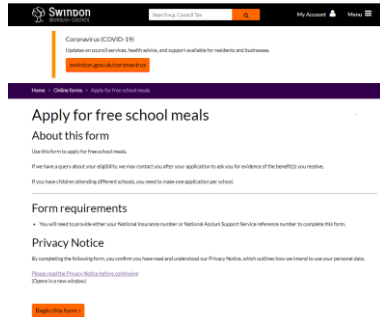 SWINDON
BOROUGH COUNCIL
Search e.g. Council Tax
My Account
Menu
Coronavirus (COVID-19)
Updates on council services, health advice, and support available for residents and businesses.
swindon.gov.uk/coronavirus
Home > Online forms > Apply for free school meals
Apply for free school meals
About this form
Use this form to apply for free school meals.
If we have a query about your eligibility, we may contact you after your application to ask you for evidence of the benefit(s) you receive.
If you have children attending different schools, you need to make one application per school.
Form requirements
• You will need to provide either your National Insurance number or National Asylum Support Service reference number to complete this form.
Privacy Notice
By completing the following form, you confirm you have read and understood our Privacy Notice, which outlines how we intend to use your personal data.
Please read the Privacy Notice before continuing
(Opens in a new window)
Begin this form >